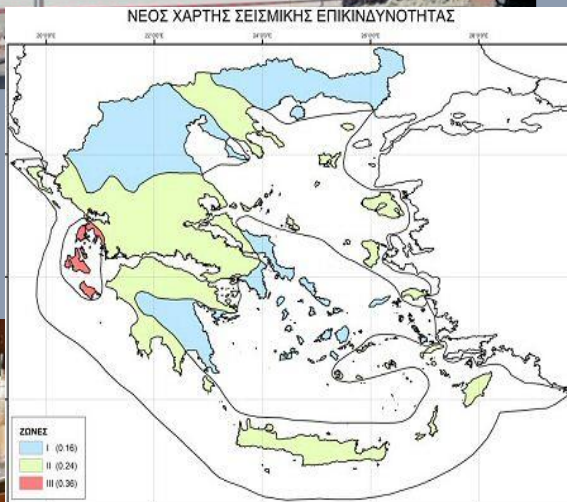 ΝΕΟΣ ΧΑΡΤΗΣ ΣΕΙΣΜΙΚΗΣ ΕΠΙΚΙΝΔΥΝΟΤΗΤΑΣ
ΖΩΝΕΣ
I (0.16)
II (0.24)
III (0.36)